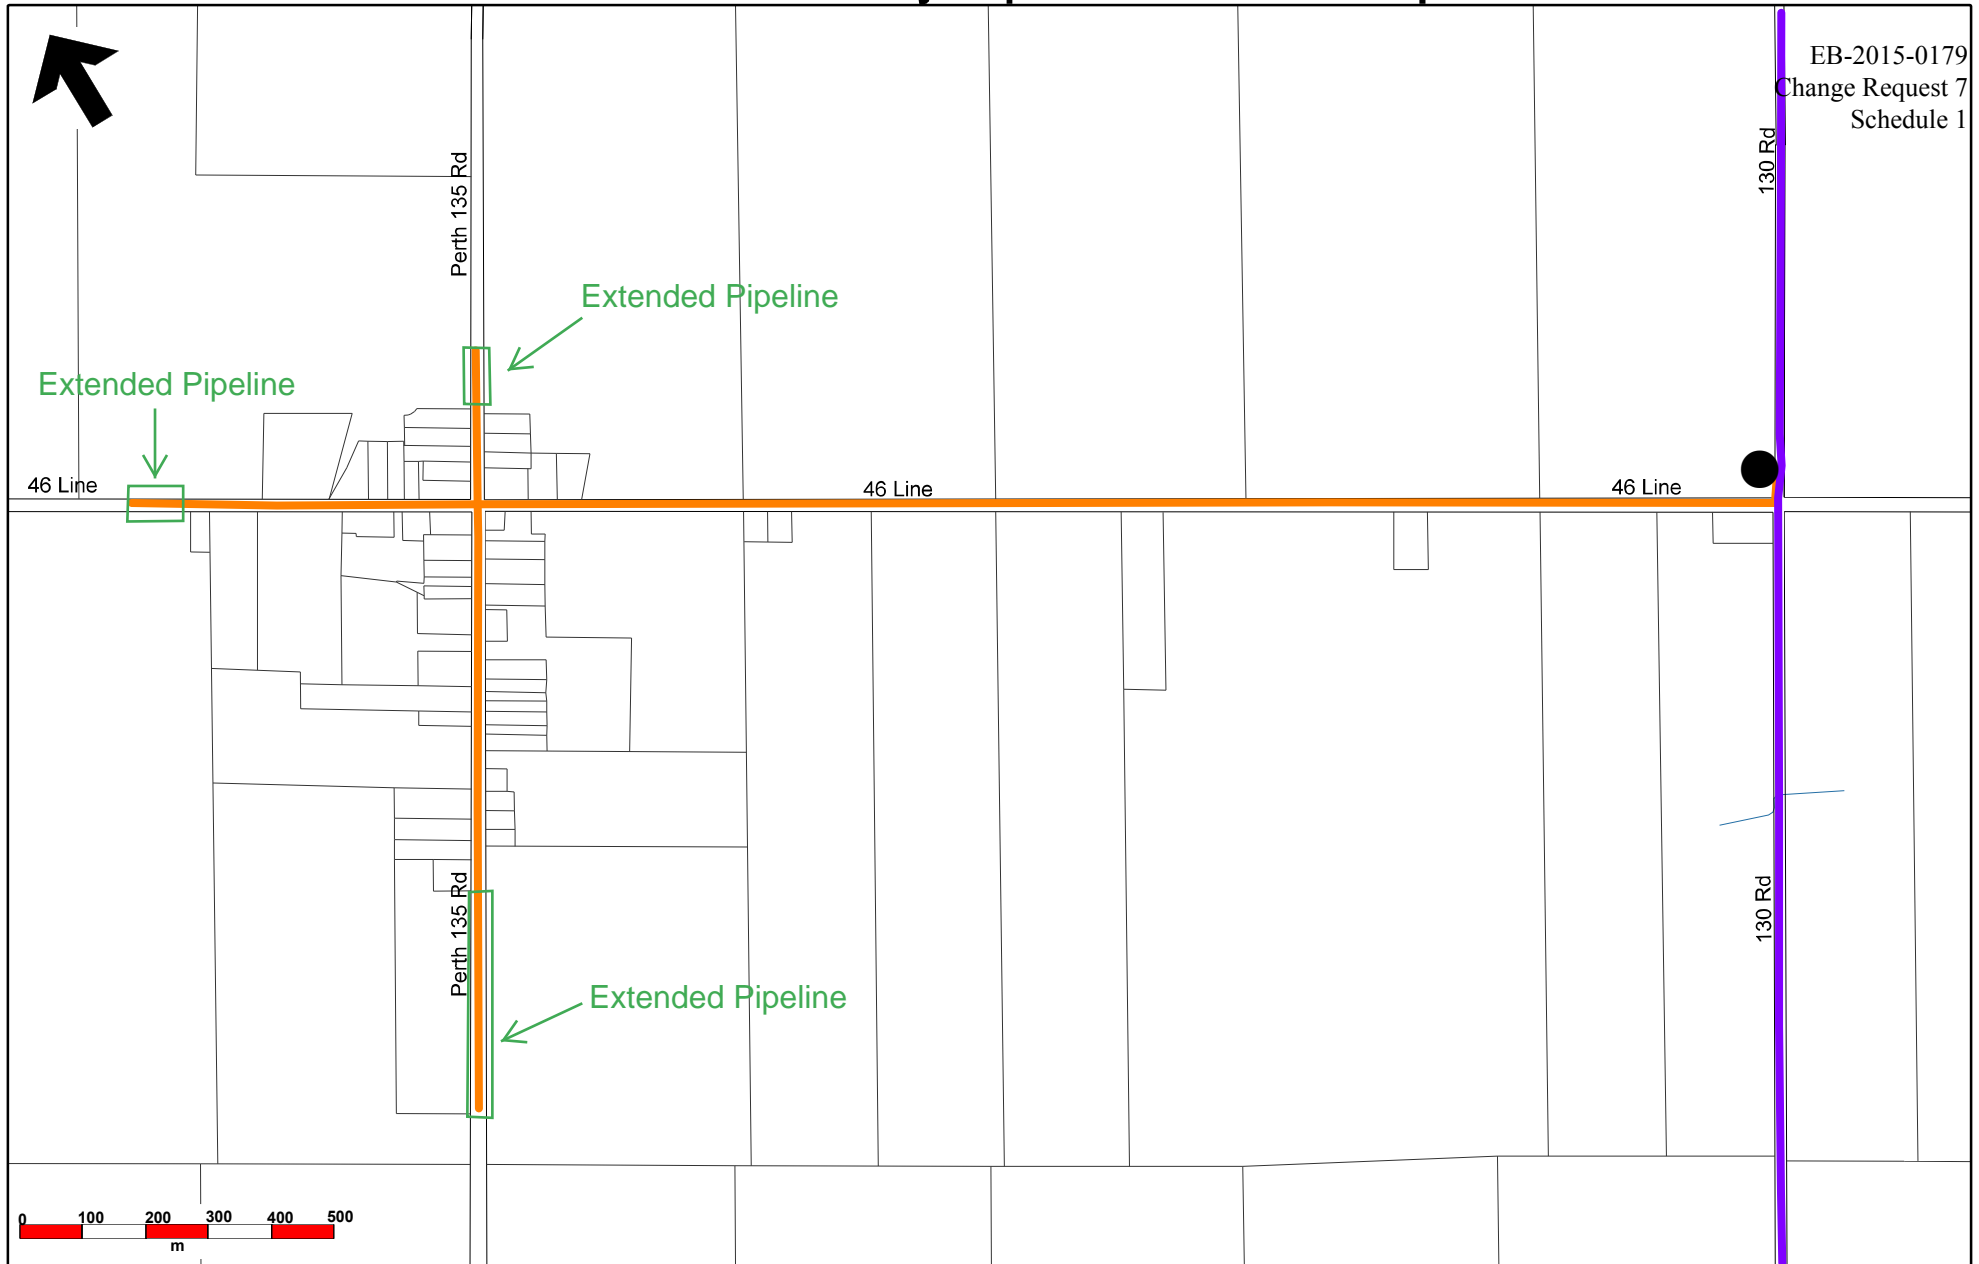 EB-2015-0179
Change Request 7
Schedule 1
130 Rd
Perth 135 Rd
Extended Pipeline
Extended Pipeline
46 Line
46 Line
46 Line
130 Rd
Perth 135 Rd
Extended Pipeline
0 100 200 300 400 500
m